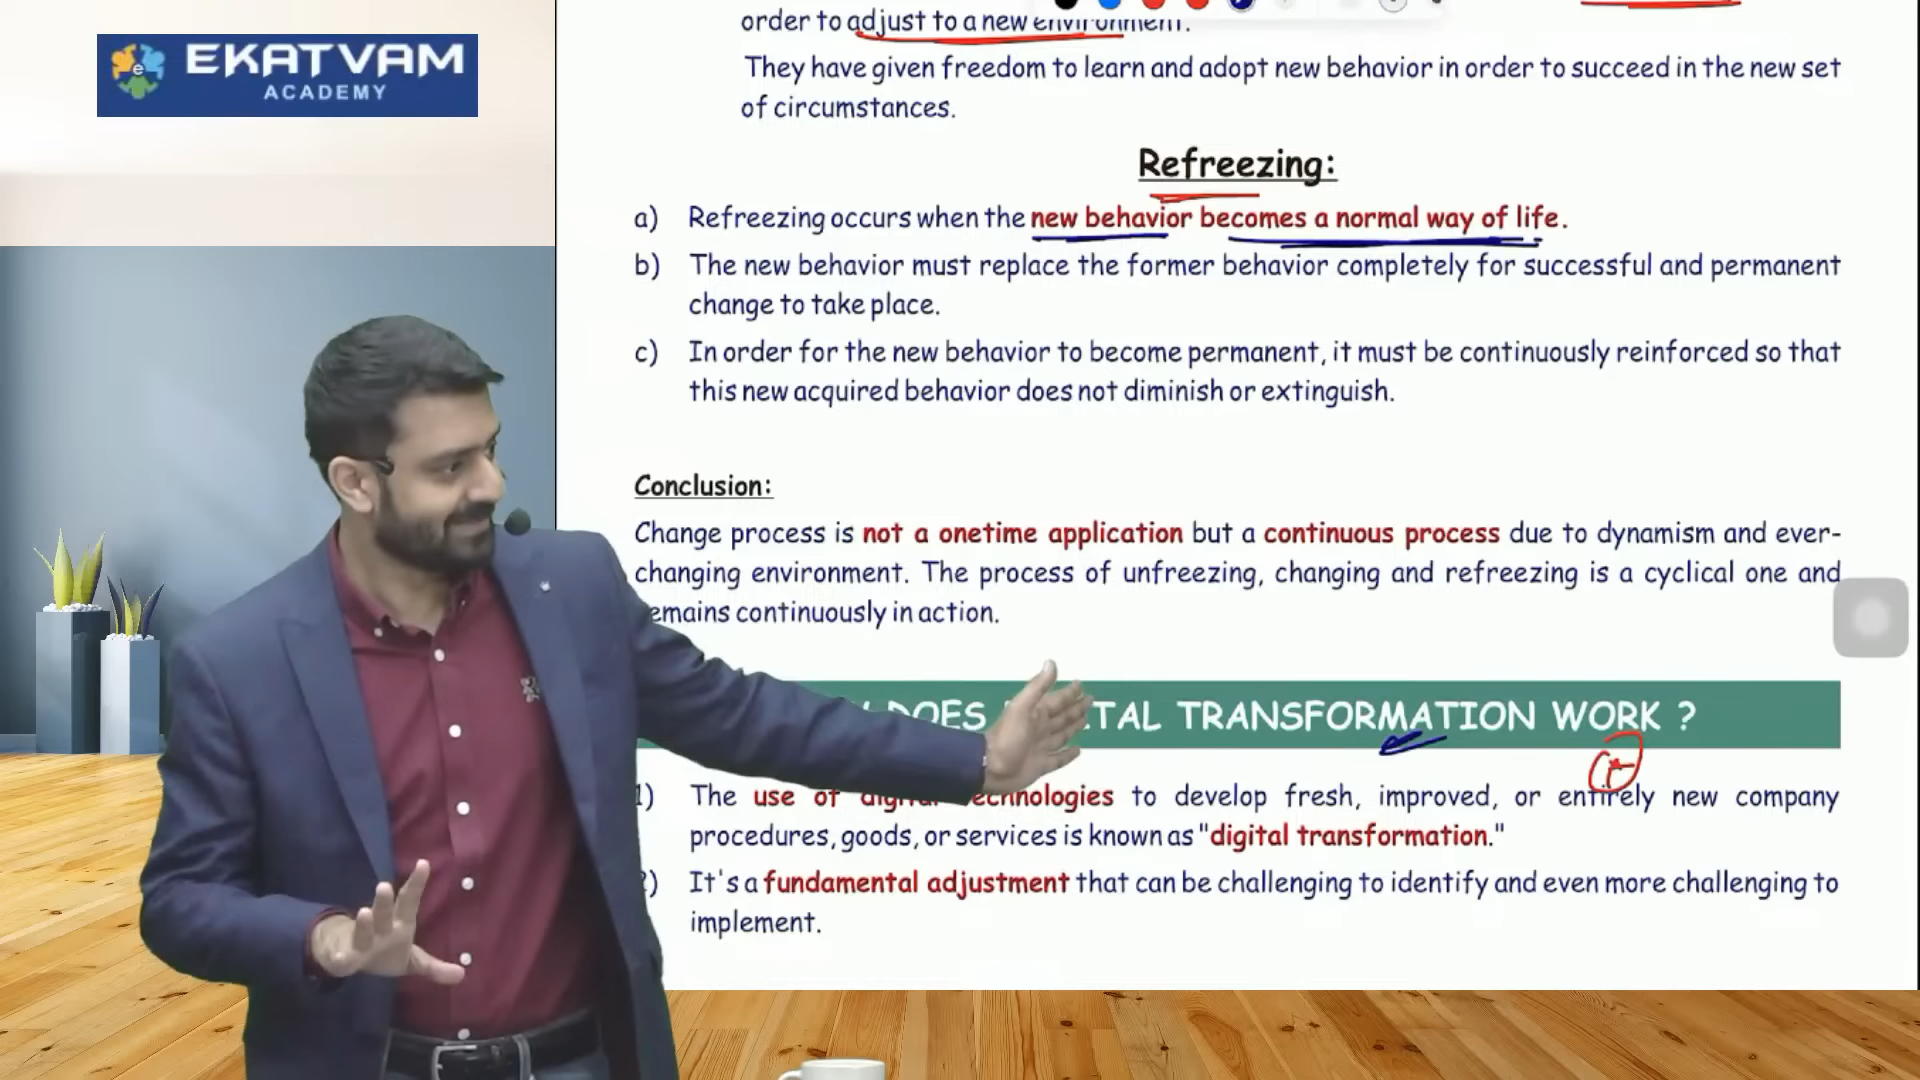 EKATVAM
ACADEMY
order to adjust to a new environment.
They have given freedom to learn and adopt new behavior in order to succeed in the new set
of circumstances.
Refreezing:
a) Refreezing occurs when the new behavior becomes a normal way of life.
b) The new behavior must replace the former behavior completely for successful and permanent
change to take place.
c) In order for the new behavior to become permanent, it must be continuously reinforced so that
this new acquired behavior does not diminish or extinguish.
Conclusion:
Change process is not a onetime application but a continuous process due to dynamism and ever-
changing environment. The process of unfreezing, changing and refreezing is a cyclical one and
emains continuously in action.
DOES TAL TRANSFORMATION WORK ?
1) The use of digital technologies to develop fresh, improved, or entirely new company
procedures, goods, or services is known as "digital transformation."
2) It's a fundamental adjustment that can be challenging to identify and even more challenging to
implement.